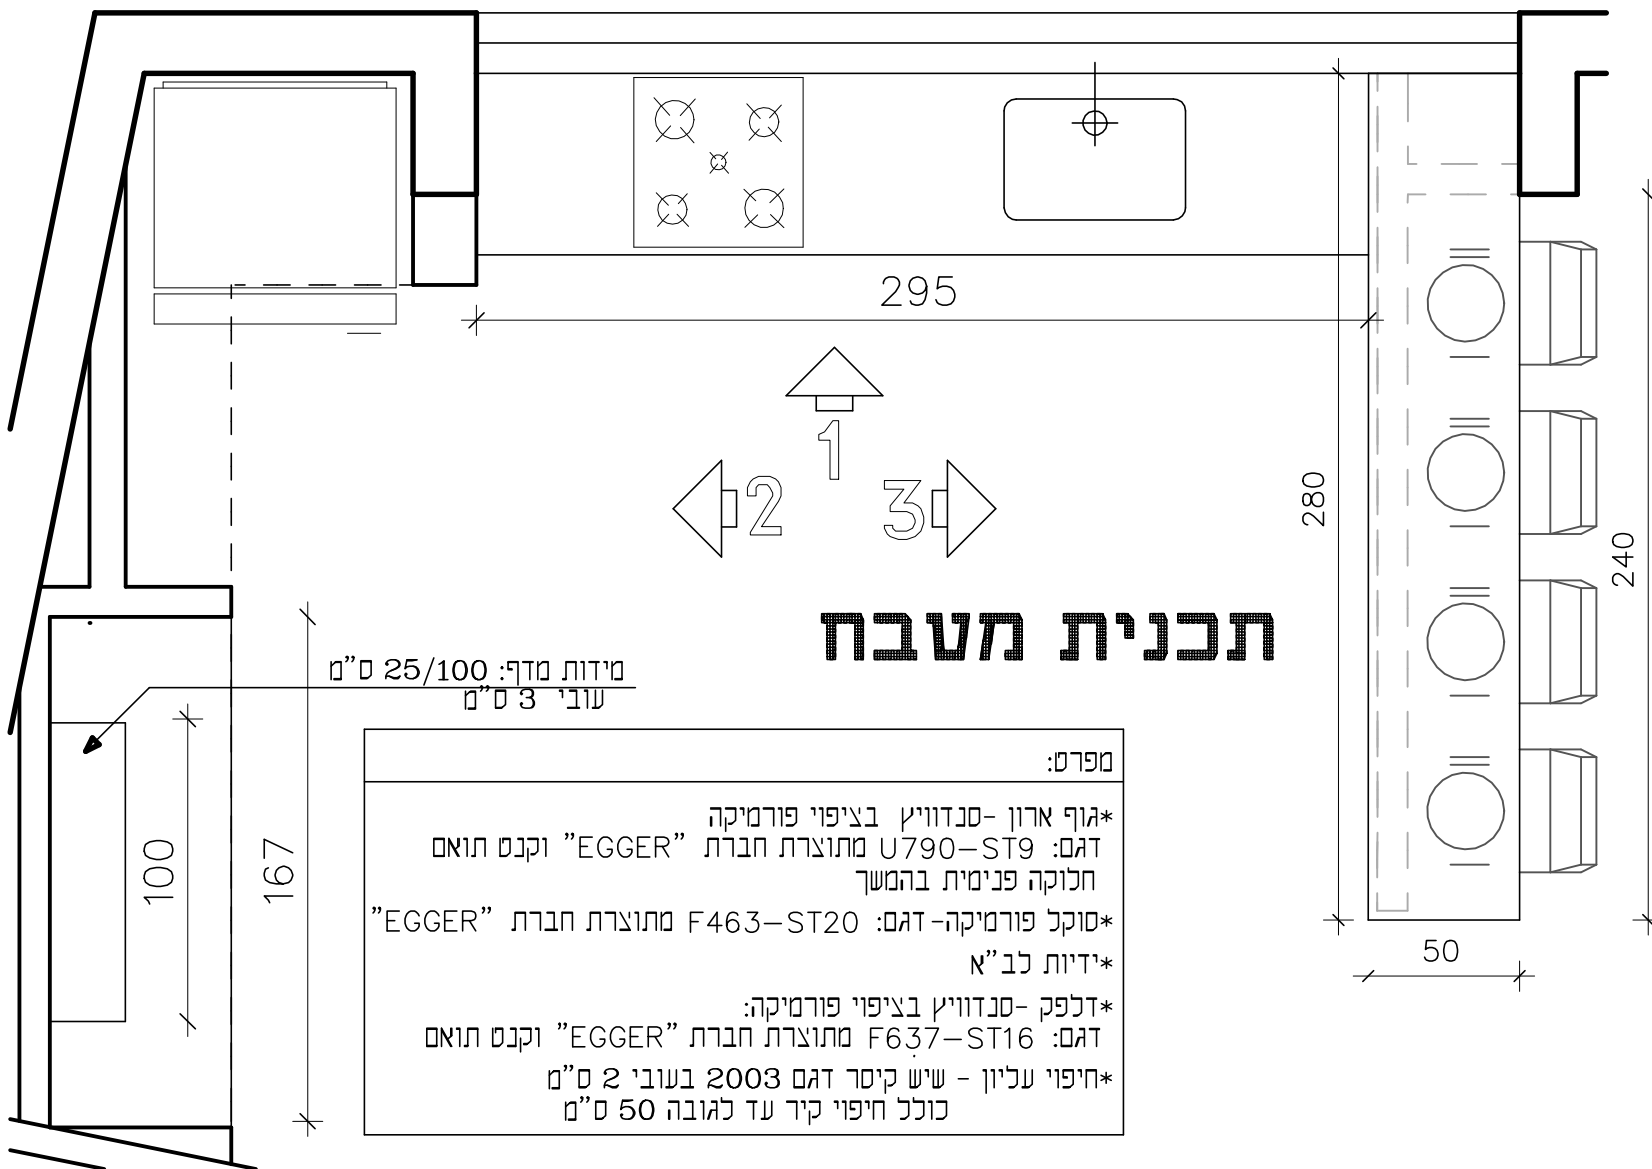 295
1
2
3
280
240
תכנית מטבח
מידות מדף: 25/100 ס"מ
עובי 3 ס"מ
100
167
50
מפרט:
*גוף ארון -סנדוויץ בציפוי פורמיקה
דגם: U790-ST9 מתוצרת חברת "EGGER" וקנט תואם
חלוקה פנימית בהמשך
*סוקל פורמיקה-דגם: F463-ST20 מתוצרת חברת "EGGER"
*ידיות לב"א
*דלפק -סנדוויץ בציפוי פורמיקה:
דגם: F637-ST16 מתוצרת חברת "EGGER" וקנט תואם
*חיפוי עליון - שיש קיסר דגם 2003 בעובי 2 ס"מ
כולל חיפוי קיר עד לגובה 50 ס"מ